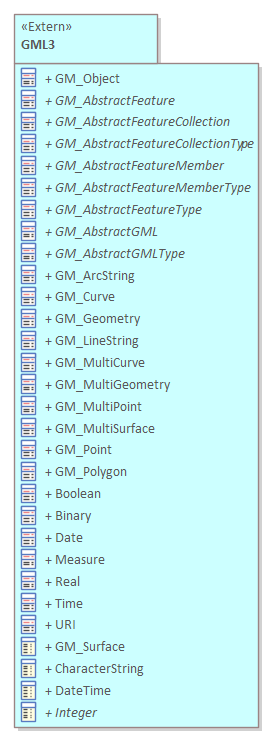 «Extern»
GML3
+ GM_Object
+ GM_AbstractFeature
+ GM_AbstractFeatureCollection
+ GM_AbstractFeatureCollectionType
+ GM_AbstractFeatureMember
+ GM_AbstractFeatureMemberType
+ GM_AbstractFeatureType
+ GM_AbstractGML
+ GM_AbstractGMLType
+ GM_ArcString
+ GM_Curve
+ GM_Geometry
+ GM_LineString
+ GM_MultiCurve
+ GM_MultiGeometry
+ GM_MultiPoint
+ GM_MultiSurface
+ GM_Point
+ GM_Polygon
+ Boolean
+ Binary
+ Date
+ Measure
+ Real
+ Time
+ URI
+ GM_Surface
+ CharacterString
+ DateTime
+ Integer